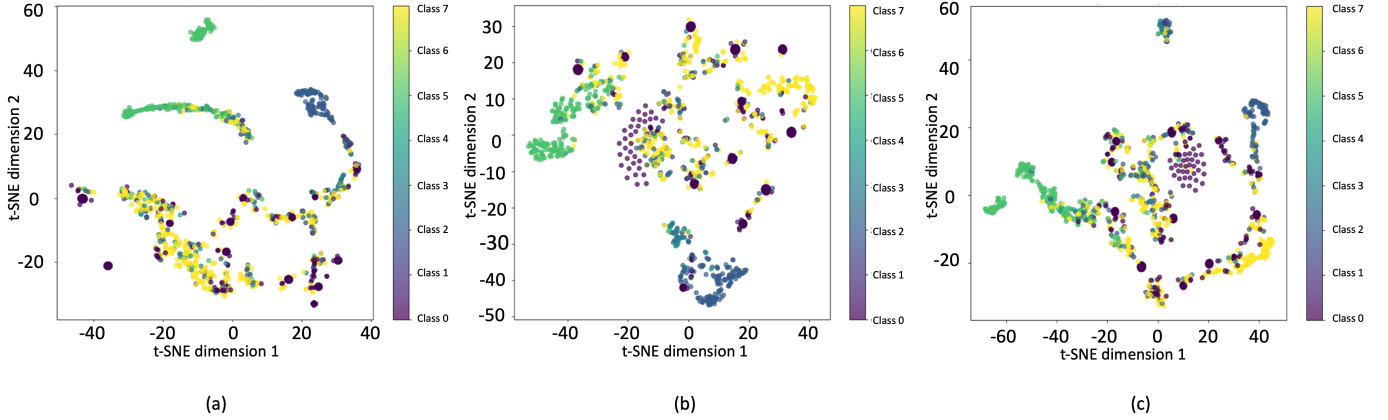 60
40
20
0
-20
-40
-20
0
20
40
t-SNE dimension 2
t-SNE dimension 1
Class 7
Class 6
Class 5
Class 4
Class 3
Class 2
Class 1
Class 0
(a)
30
20
10
0
-10
-20
-30
-40
-50
-40
-20
0
20
40
t-SNE dimension 2
t-SNE dimension 1
Class 7
Class 6
Class 5
Class 4
Class 3
Class 2
Class 1
Class 0
(b)
60
40
20
0
-20
-60
-40
-20
0
20
40
t-SNE dimension 2
t-SNE dimension 1
Class 7
Class 6
Class 5
Class 4
Class 3
Class 2
Class 1
Class 0
(c)